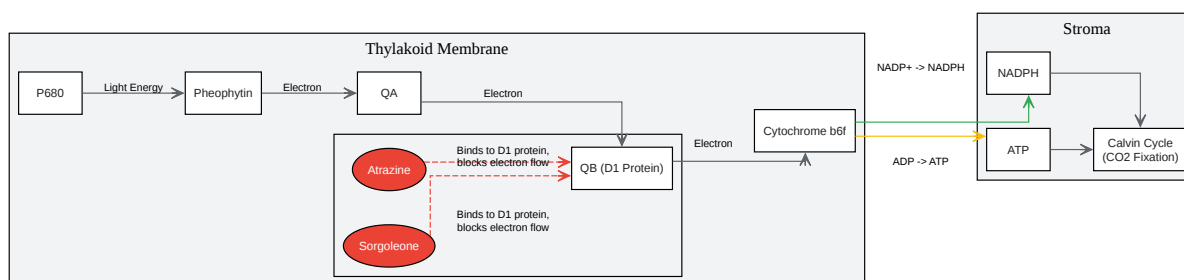 Thylakoid Membrane
Stroma
P680
Light Energy
Pheophytin
Electron
QA
Electron
Atrazine
Binds to D1 protein,
blocks electron flow
Sorgoleone
Binds to D1 protein,
blocks electron flow
QB (D1 Protein)
Electron
Cytochrome b6f
NADP+ -> NADPH
ADP -> ATP
NADPH
ATP
Calvin Cycle
(CO2 Fixation)